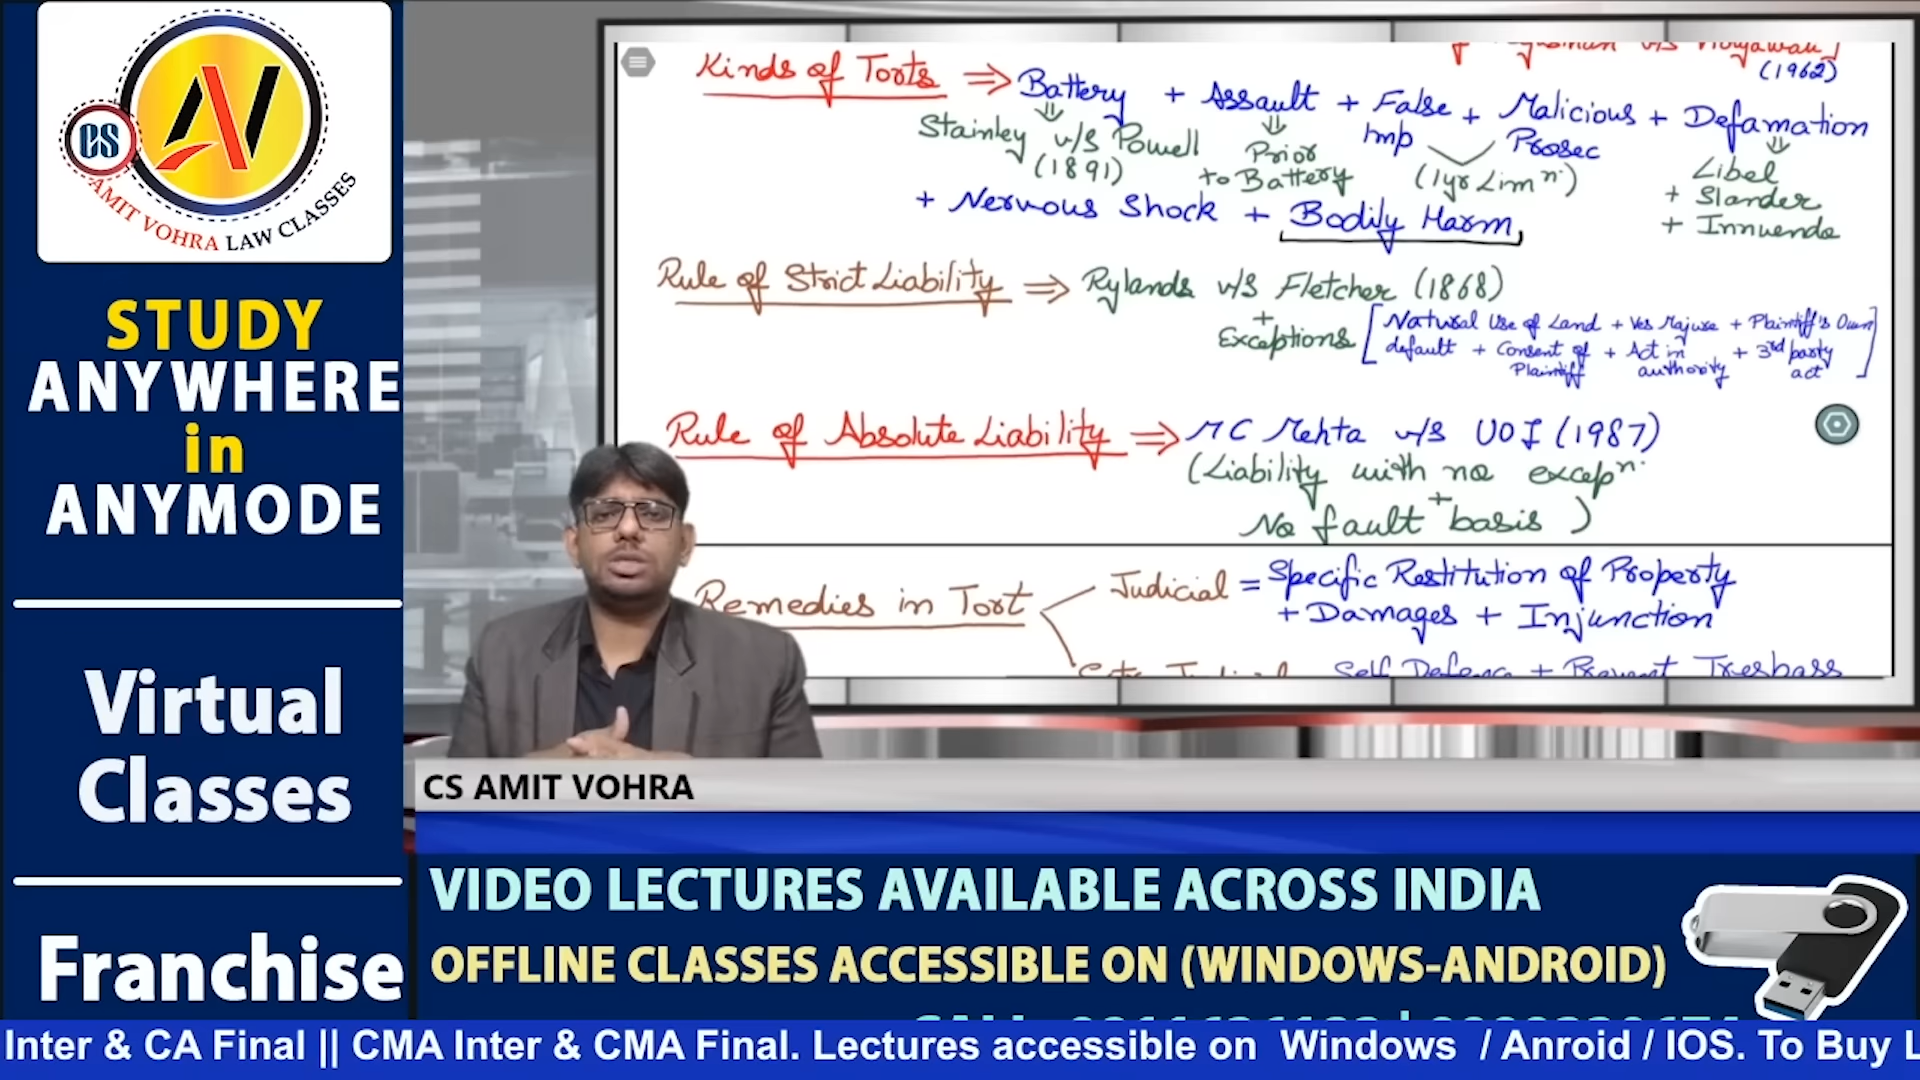 AV
CS
AMIT VOHRA LAW CLASSES
STUDY
ANYWHERE
in
ANYMODE
Virtual
Classes
Franchise
(1962)
Kinds of Torts ⇒ Battery + Assault + False Imp + Malicious Prosec + Defamation
Stainley v/s Powell (1891)
Prior to Battery
(1yr Limⁿ.)
Libel
+ Slander
+ Innuendo
+ Nervous Shock + Bodily Harm
Rule of Strict Liability ⇒ Rylands v/s Fletcher (1868)
+
Exceptions [Natural Use of Land + Ves Majure + Plaintiff's Own
default + Consent of Plaintiff + Act in authority + 3rd party act]
Rule of Absolute Liability ⇒ MC Mehta v/s UOI (1987)
(Liability with no excepⁿ.
+
No fault basis)
Remedies in Tort
Judicial = Specific Restitution of Property
+ Damages + Injunction
Self Defence + Prevent Tresbass
CS AMIT VOHRA
VIDEO LECTURES AVAILABLE ACROSS INDIA
OFFLINE CLASSES ACCESSIBLE ON (WINDOWS-ANDROID)
Inter & CA Final || CMA Inter & CMA Final. Lectures accessible on Windows / Anroid / IOS. To Buy L